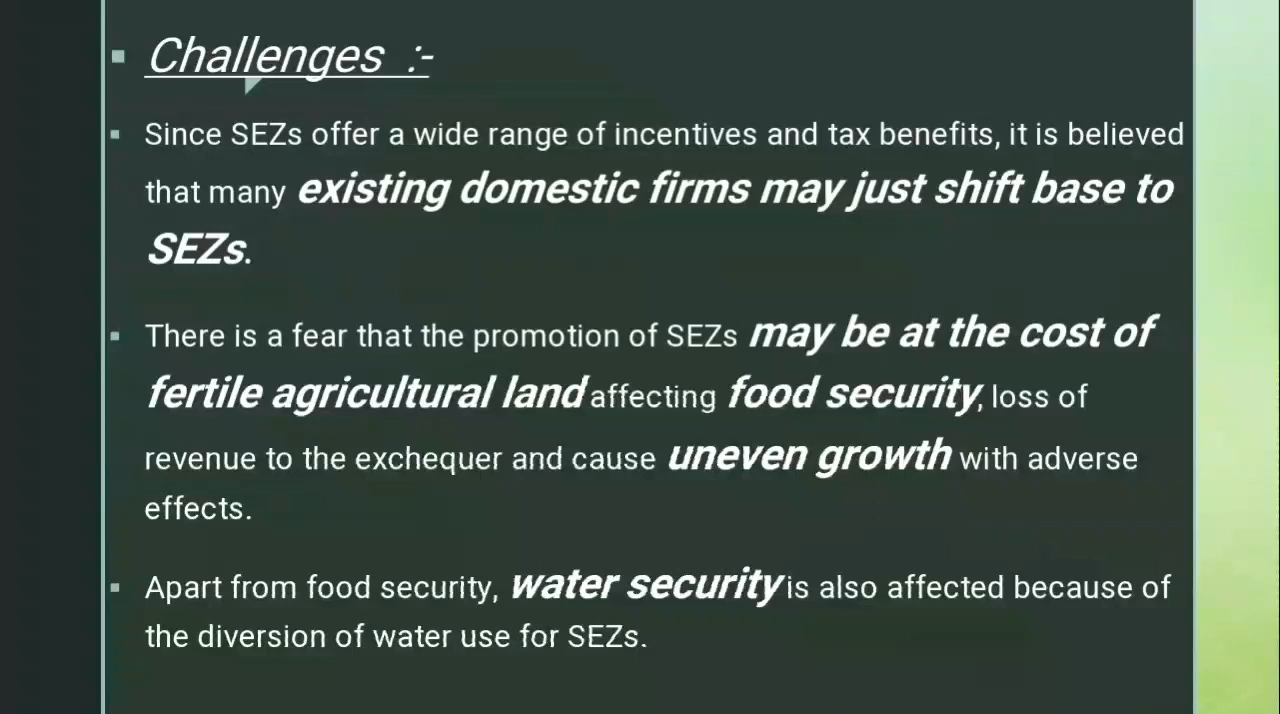 Challenges :-
Since SEZs offer a wide range of incentives and tax benefits, it is believed
that many existing domestic firms may just shift base to
SEZs.
There is a fear that the promotion of SEZs may be at the cost of
fertile agricultural land affecting food security, loss of
revenue to the exchequer and cause uneven growth with adverse
effects.
Apart from food security, water security is also affected because of
the diversion of water use for SEZs.